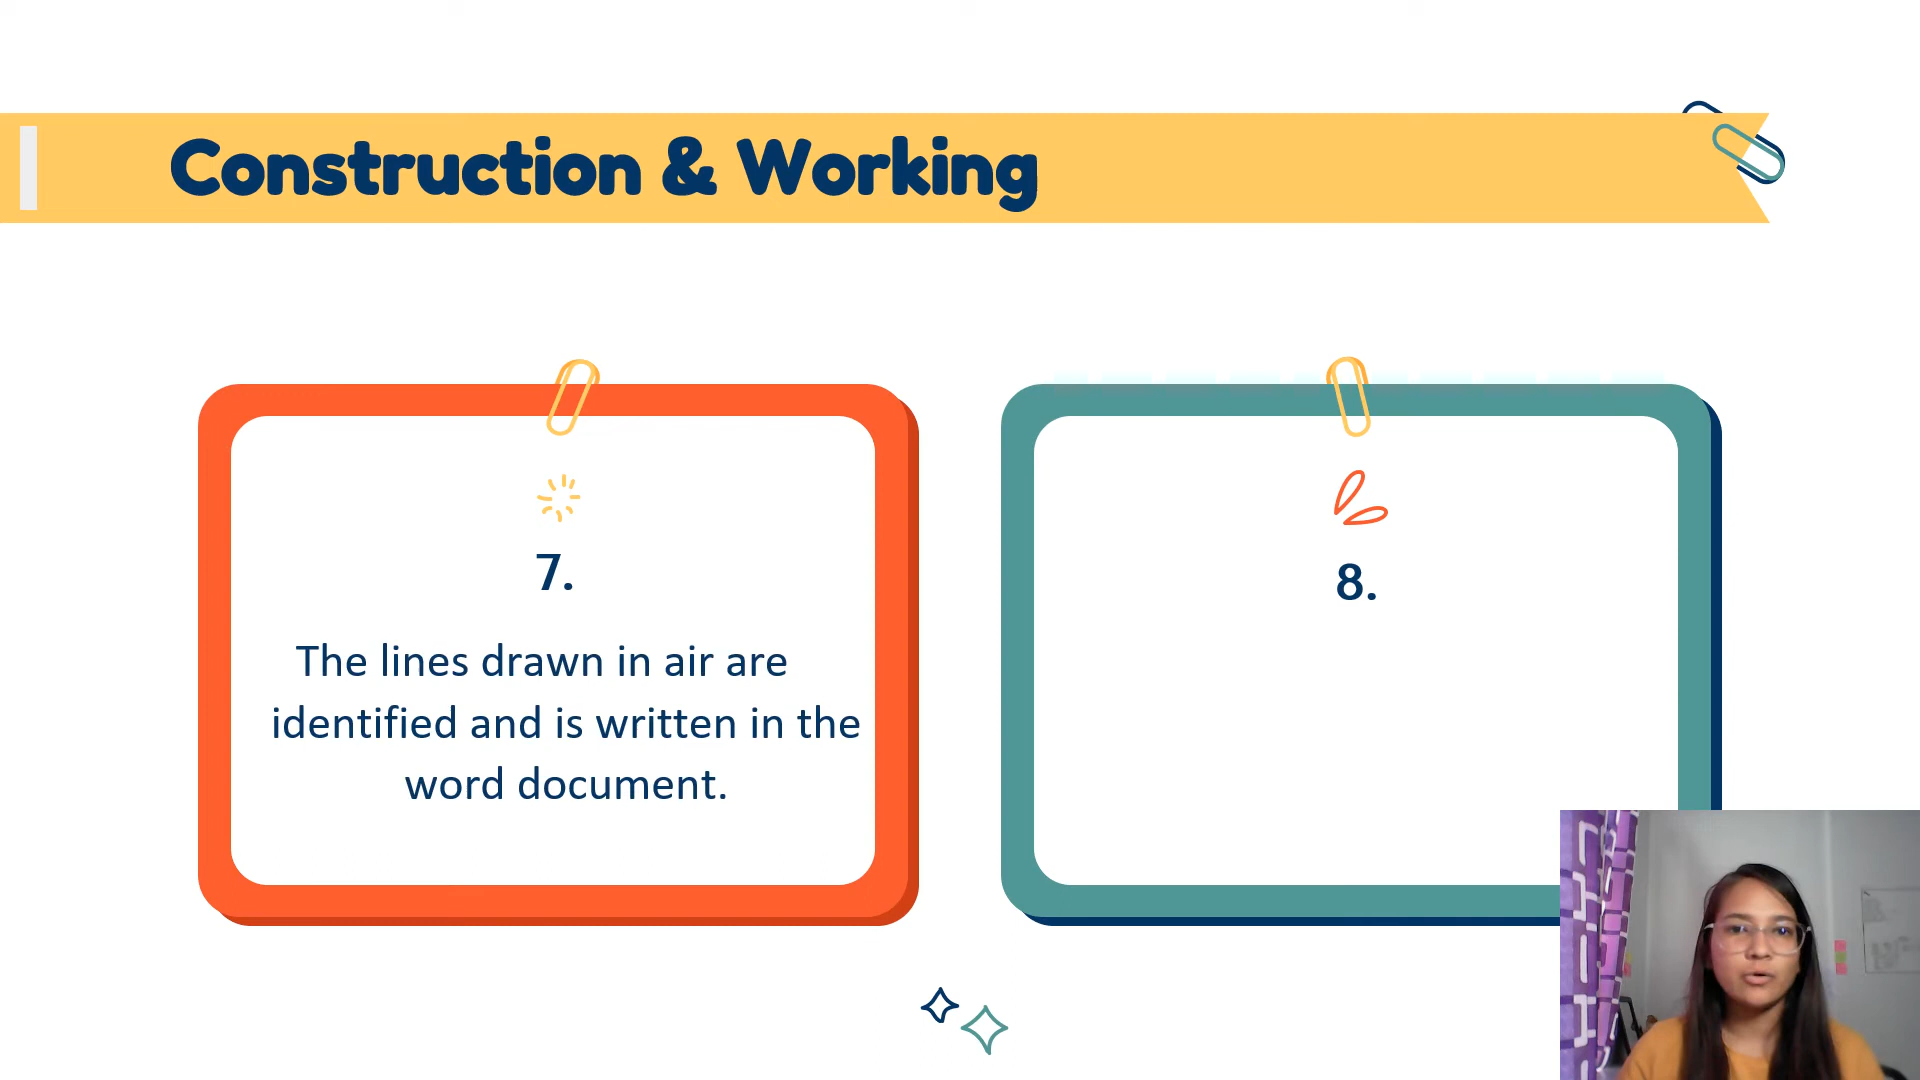 Construction & Working
7.
The lines drawn in air are
identified and is written in the
word document.
8.